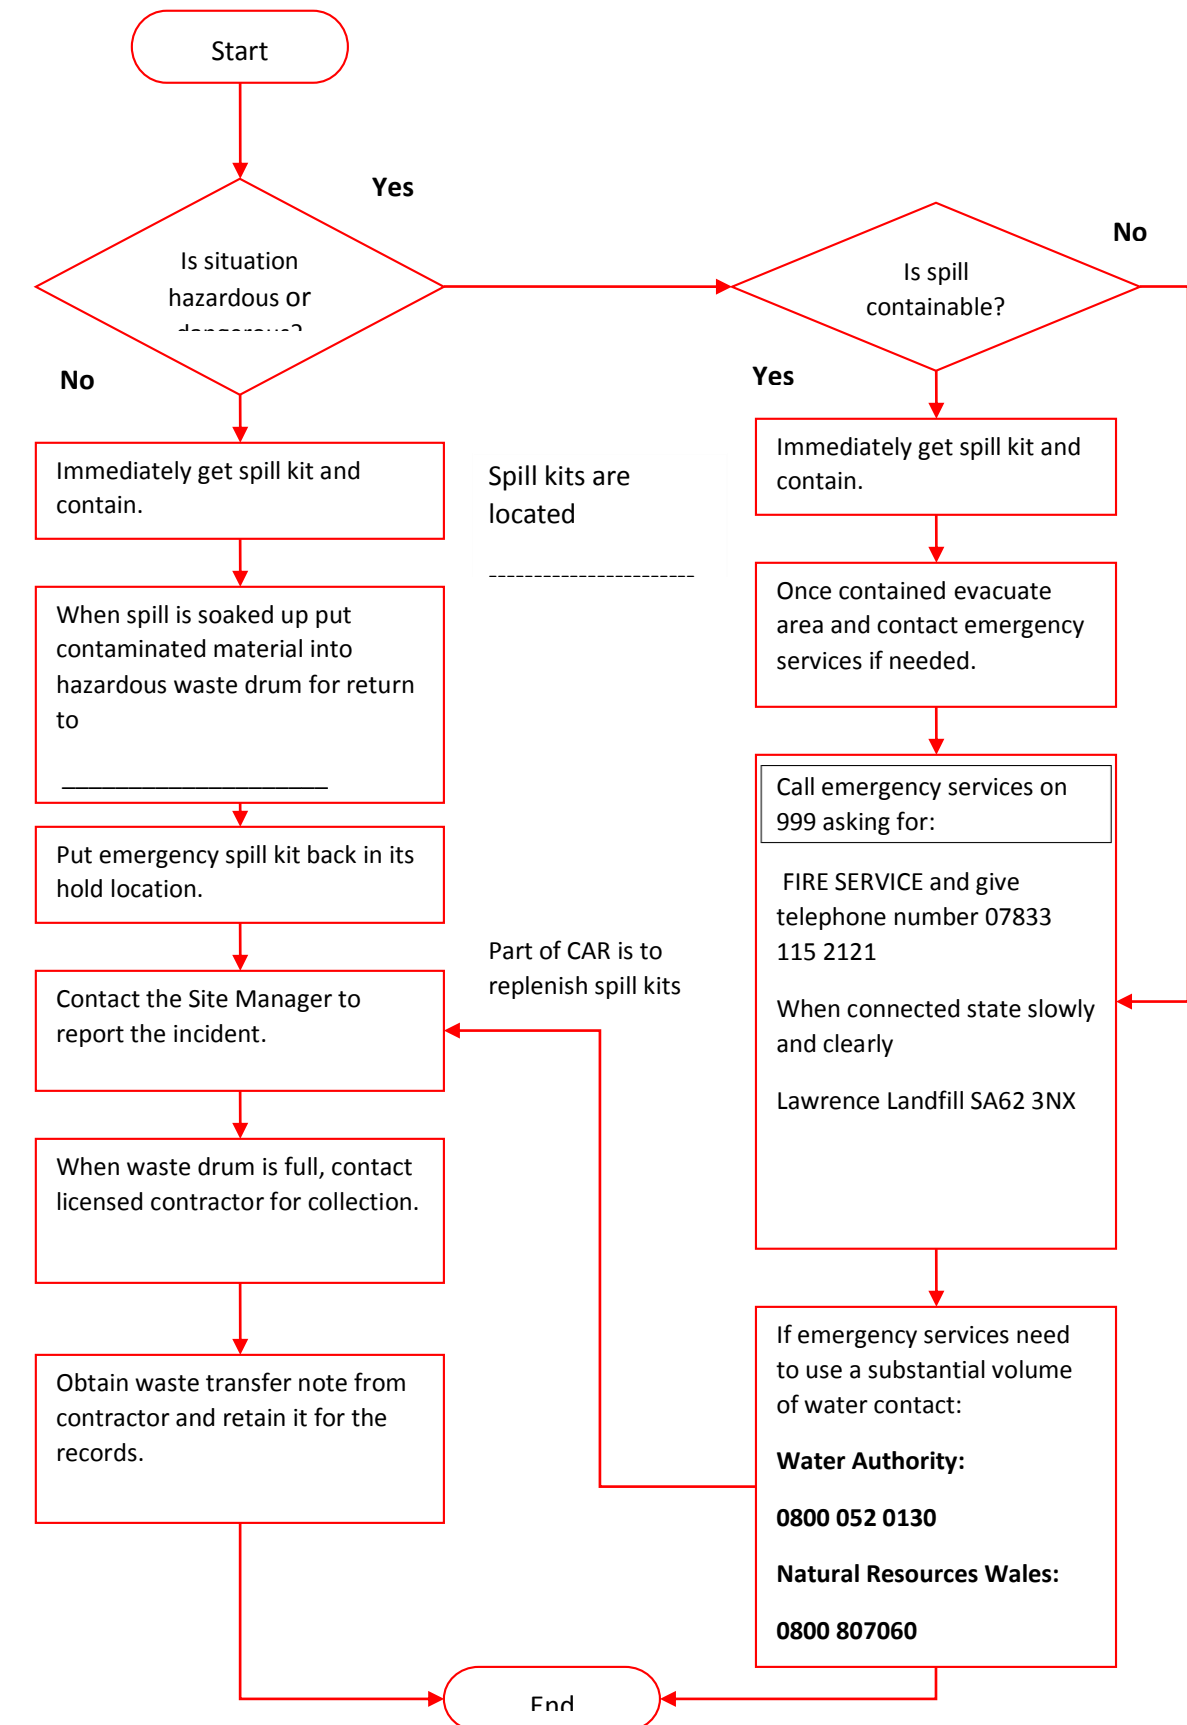 Start
Yes
Is situation
hazardous or
dangerous?
No
Is spill
containable?
No
Yes
Immediately get spill kit and
contain.
Spill kits are
located
_______________________
Immediately get spill kit and
contain.
When spill is soaked up put
contaminated material into
hazardous waste drum for return
to
_____________________
Once contained evacuate
area and contact emergency
services if needed.
Put emergency spill kit back in its
hold location.
Call emergency services on
999 asking for:
FIRE SERVICE and give
telephone number 07833
115 2121
When connected state slowly
and clearly
Lawrence Landfill SA62 3NX
Part of CAR is to
replenish spill kits
Contact the Site Manager to
report the incident.
When waste drum is full, contact
licensed contractor for collection.
Obtain waste transfer note from
contractor and retain it for the
records.
If emergency services need
to use a substantial volume
of water contact:
Water Authority:
0800 052 0130
Natural Resources Wales:
0800 807060
End